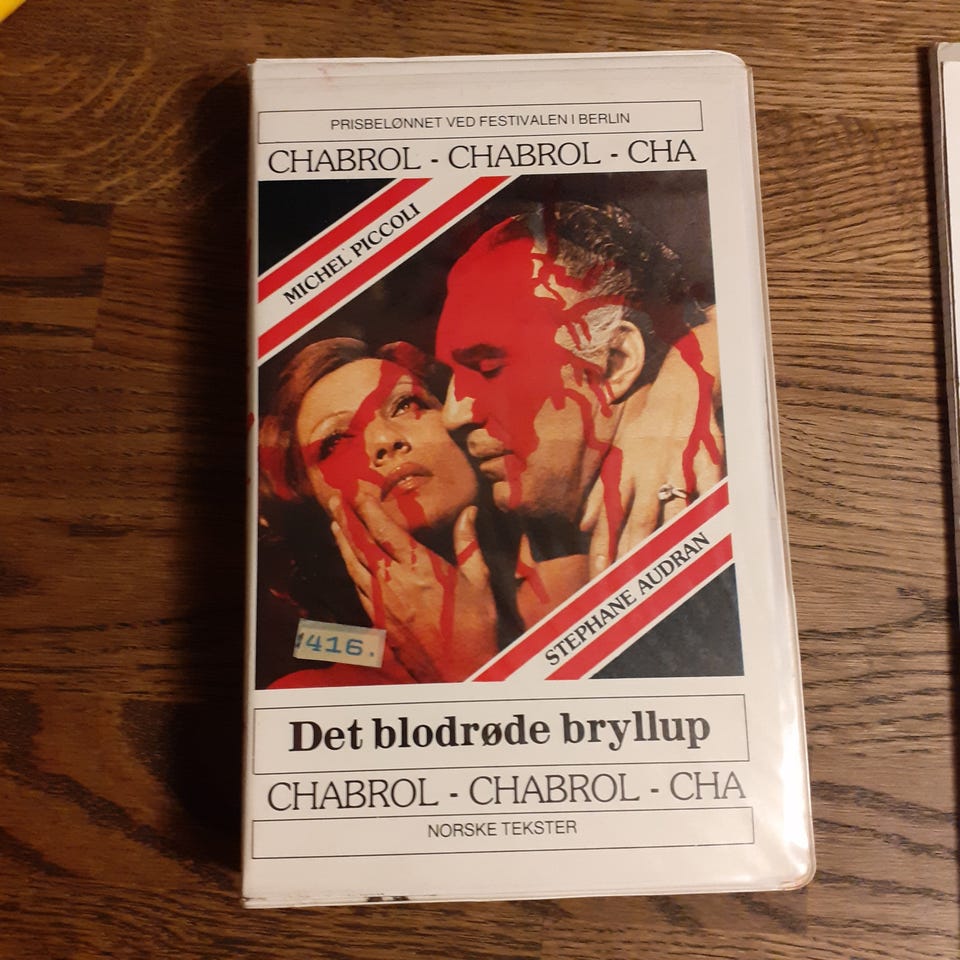 PRISBELØNNET VED FESTIVALEN I BERLIN
CHABROL - CHABROL - CHA
MICHEL PICCOLI
STEPHANE AUDRAN
416.
Det blodrøde bryllup
CHABROL - CHABROL - CHA
NORSKE TEKSTER